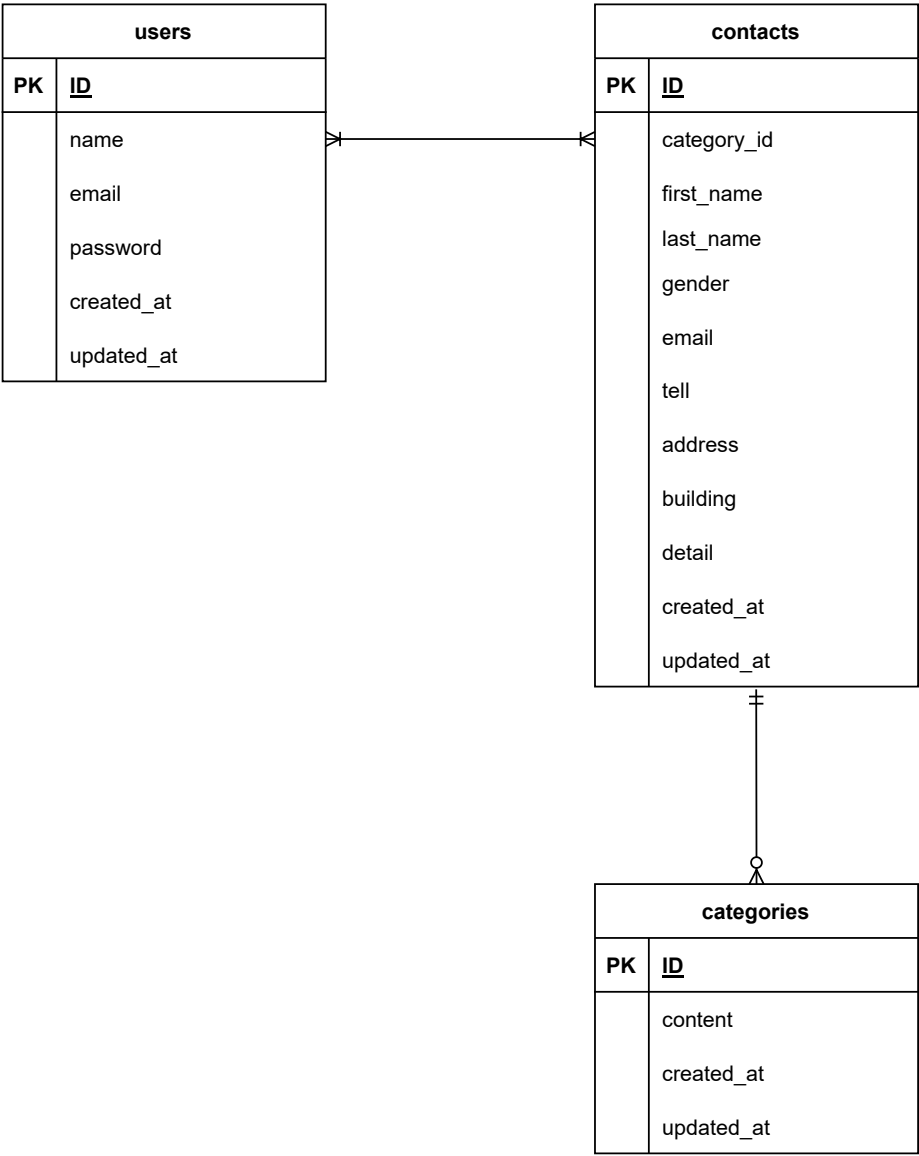 users
PK ID
name
email
password
created_at
updated_at
contacts
PK ID
category_id
first_name
last_name
gender
email
tell
address
building
detail
created_at
updated_at
categories
PK ID
content
created_at
updated_at